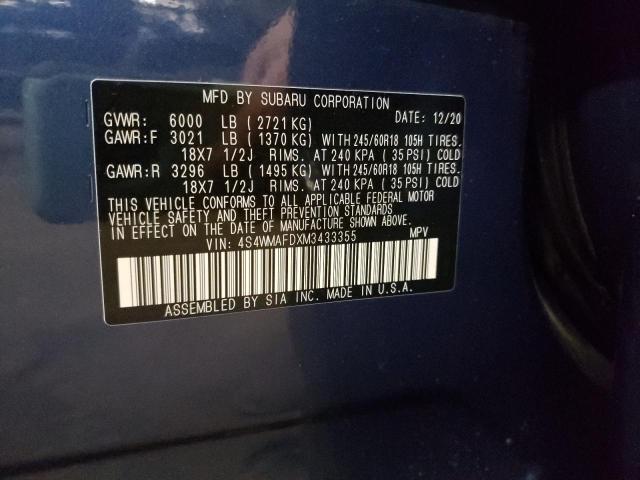 MFD BY SUBARU CORPORATION
GVWR: 6000 LB (2721 KG) DATE: 12/20
GAWR:F 3021 LB (1370 KG) WITH 245/60R18 105H TIRES.
18X7 1/2J RIMS. AT 240 KPA (35 PSI) COLD
GAWR:R 3296 LB (1495 KG) WITH 245/60R18 105H TIRES.
18X7 1/2J RIMS. AT 240 KPA (35 PSI) COLD
THIS VEHICLE CONFORMS TO ALL APPLICABLE FEDERAL MOTOR
VEHICLE SAFETY AND THEFT PREVENTION STANDARDS
IN EFFECT ON THE DATE OF MANUFACTURE SHOWN ABOVE.
VIN: 4S4WMAFDXM3433355 MPV
ASSEMBLED BY SIA INC. MADE IN U.S.A.